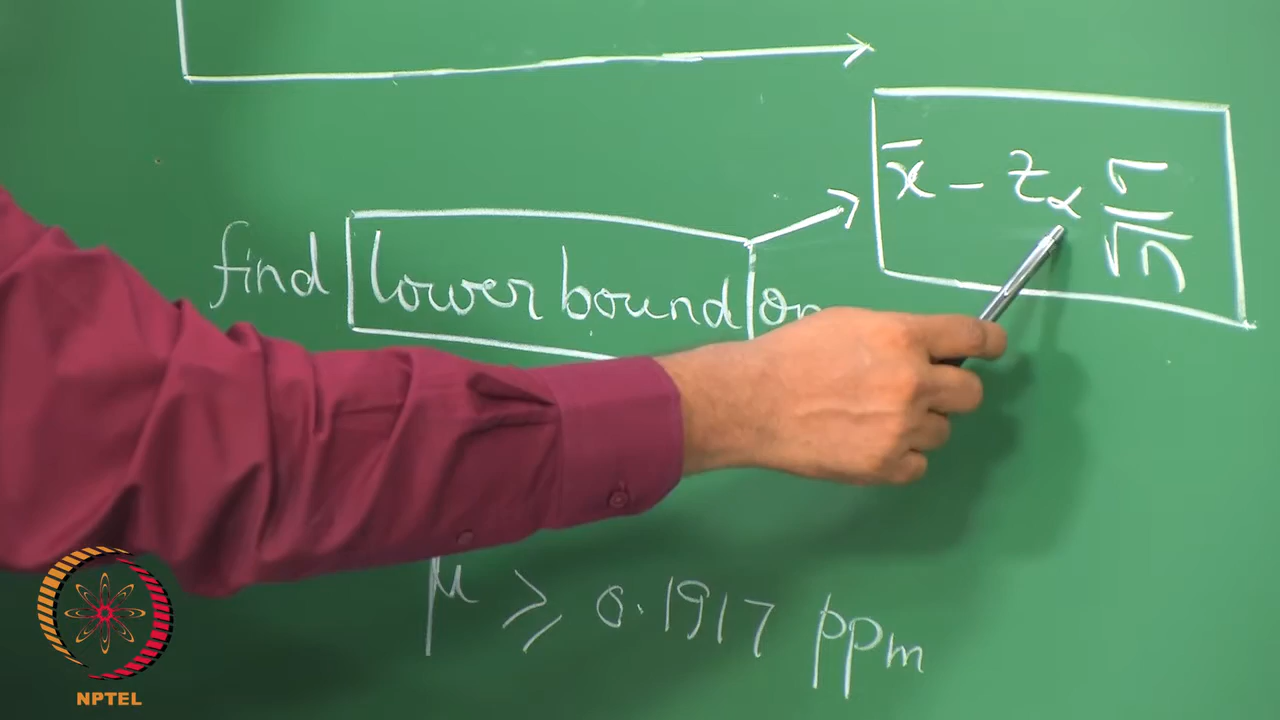 x̄ - z_α σ/√n
find lower bound on
μ ≥ 0.1917 ppm
NPTEL